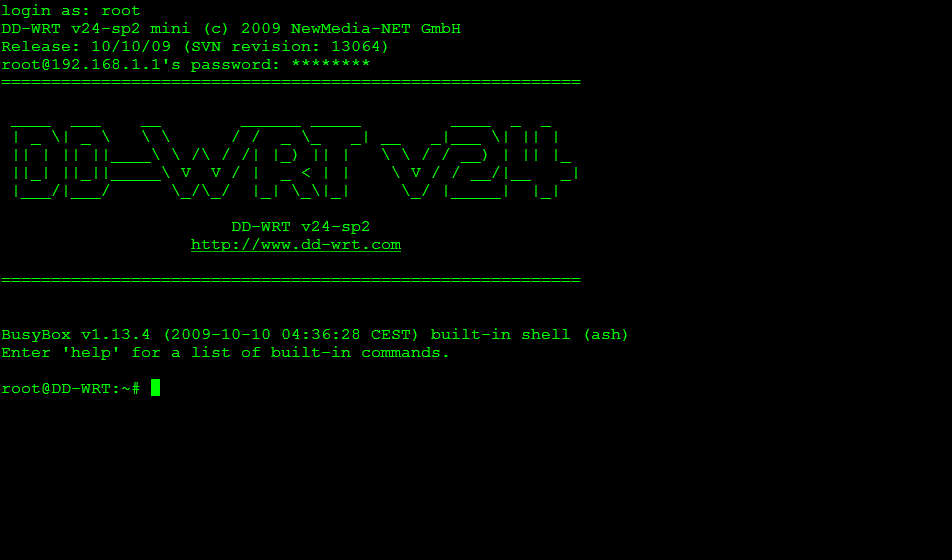 login as: root
DD-WRT v24-sp2 mini (c) 2009 NewMedia-NET GmbH
Release: 10/10/09 (SVN revision: 13064)
root@192.168.1.1's password: ********
==========================================================
DD-WRT v24
DD-WRT v24-sp2
http://www.dd-wrt.com
==========================================================
BusyBox v1.13.4 (2009-10-10 04:36:28 CEST) built-in shell (ash)
Enter 'help' for a list of built-in commands.
root@DD-WRT:~#